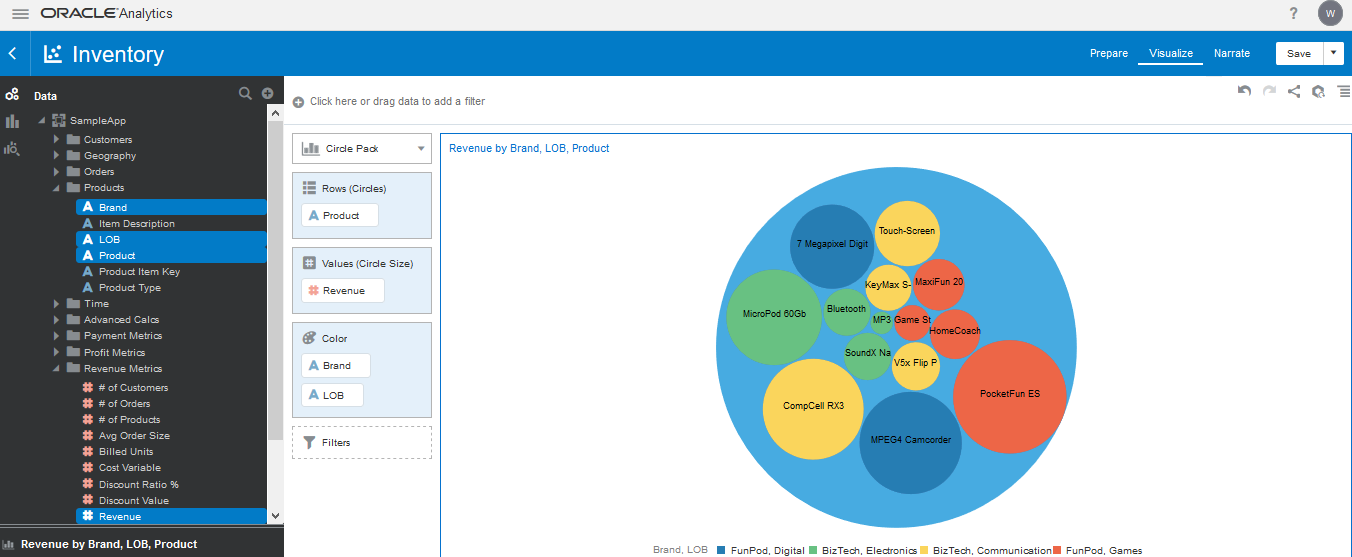 ORACLE Analytics
? W
Inventory
Prepare Visualize Narrate Save
Data
SampleApp
Customers
Geography
Orders
Products
Brand
Item Description
LOB
Product
Product Item Key
Product Type
Time
Advanced Calcs
Payment Metrics
Profit Metrics
Revenue Metrics
# of Customers
# of Orders
# of Products
Avg Order Size
Billed Units
Cost Variable
Discount Ratio %
Discount Value
Revenue
Revenue by Brand, LOB, Product
Click here or drag data to add a filter
Circle Pack
Rows (Circles)
Product
Values (Circle Size)
Revenue
Color
Brand
LOB
Filters
Revenue by Brand, LOB, Product
Touch-Screen
7 Megapixel Digit
KeyMax S-
MaxiFun 20
MicroPod 60Gb
Bluetooth
MP3
Game St
HomeCoach
SoundX Na
V5x Flip P
PocketFun ES
CompCell RX3
MPEG4 Camcorder
Brand, LOB FunPod, Digital BizTech, Electronics BizTech, Communication FunPod, Games